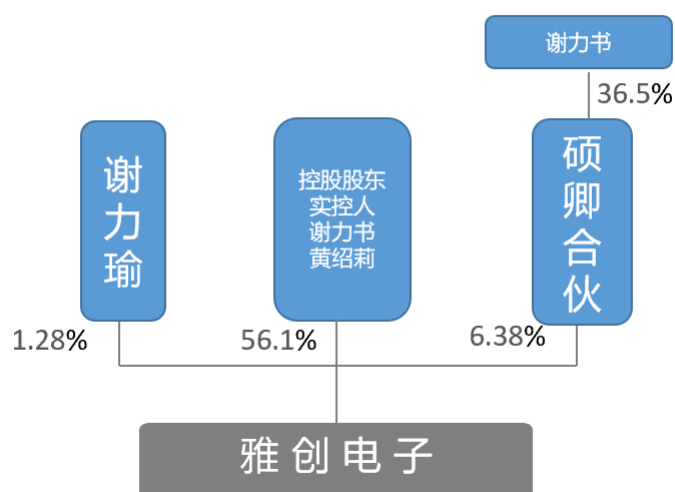 谢力书
36.5%
谢
力
瑜
控股股东
实控人
谢力书
黄绍莉
硕
卿
合
伙
1.28%
56.1%
6.38%
雅创电子